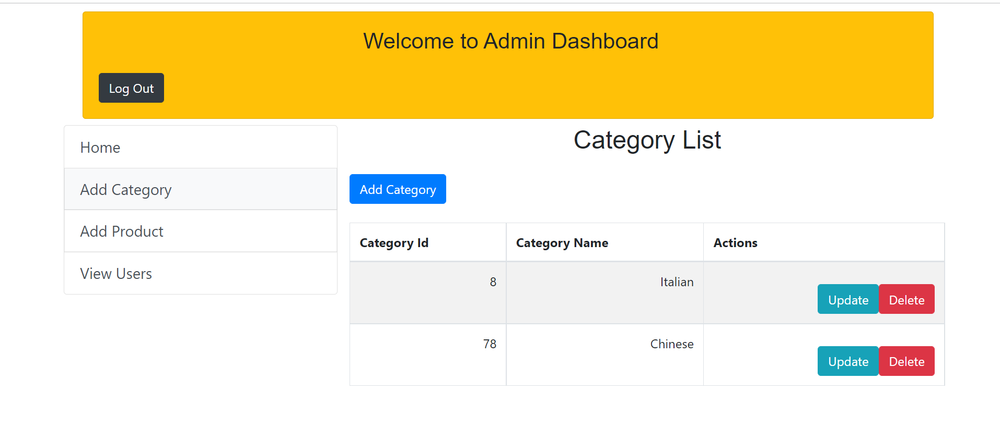 Welcome to Admin Dashboard
Log Out
Home
Add Category
Add Product
View Users
Category List
Add Category
Category Id Category Name Actions
8 Italian Update Delete
78 Chinese Update Delete